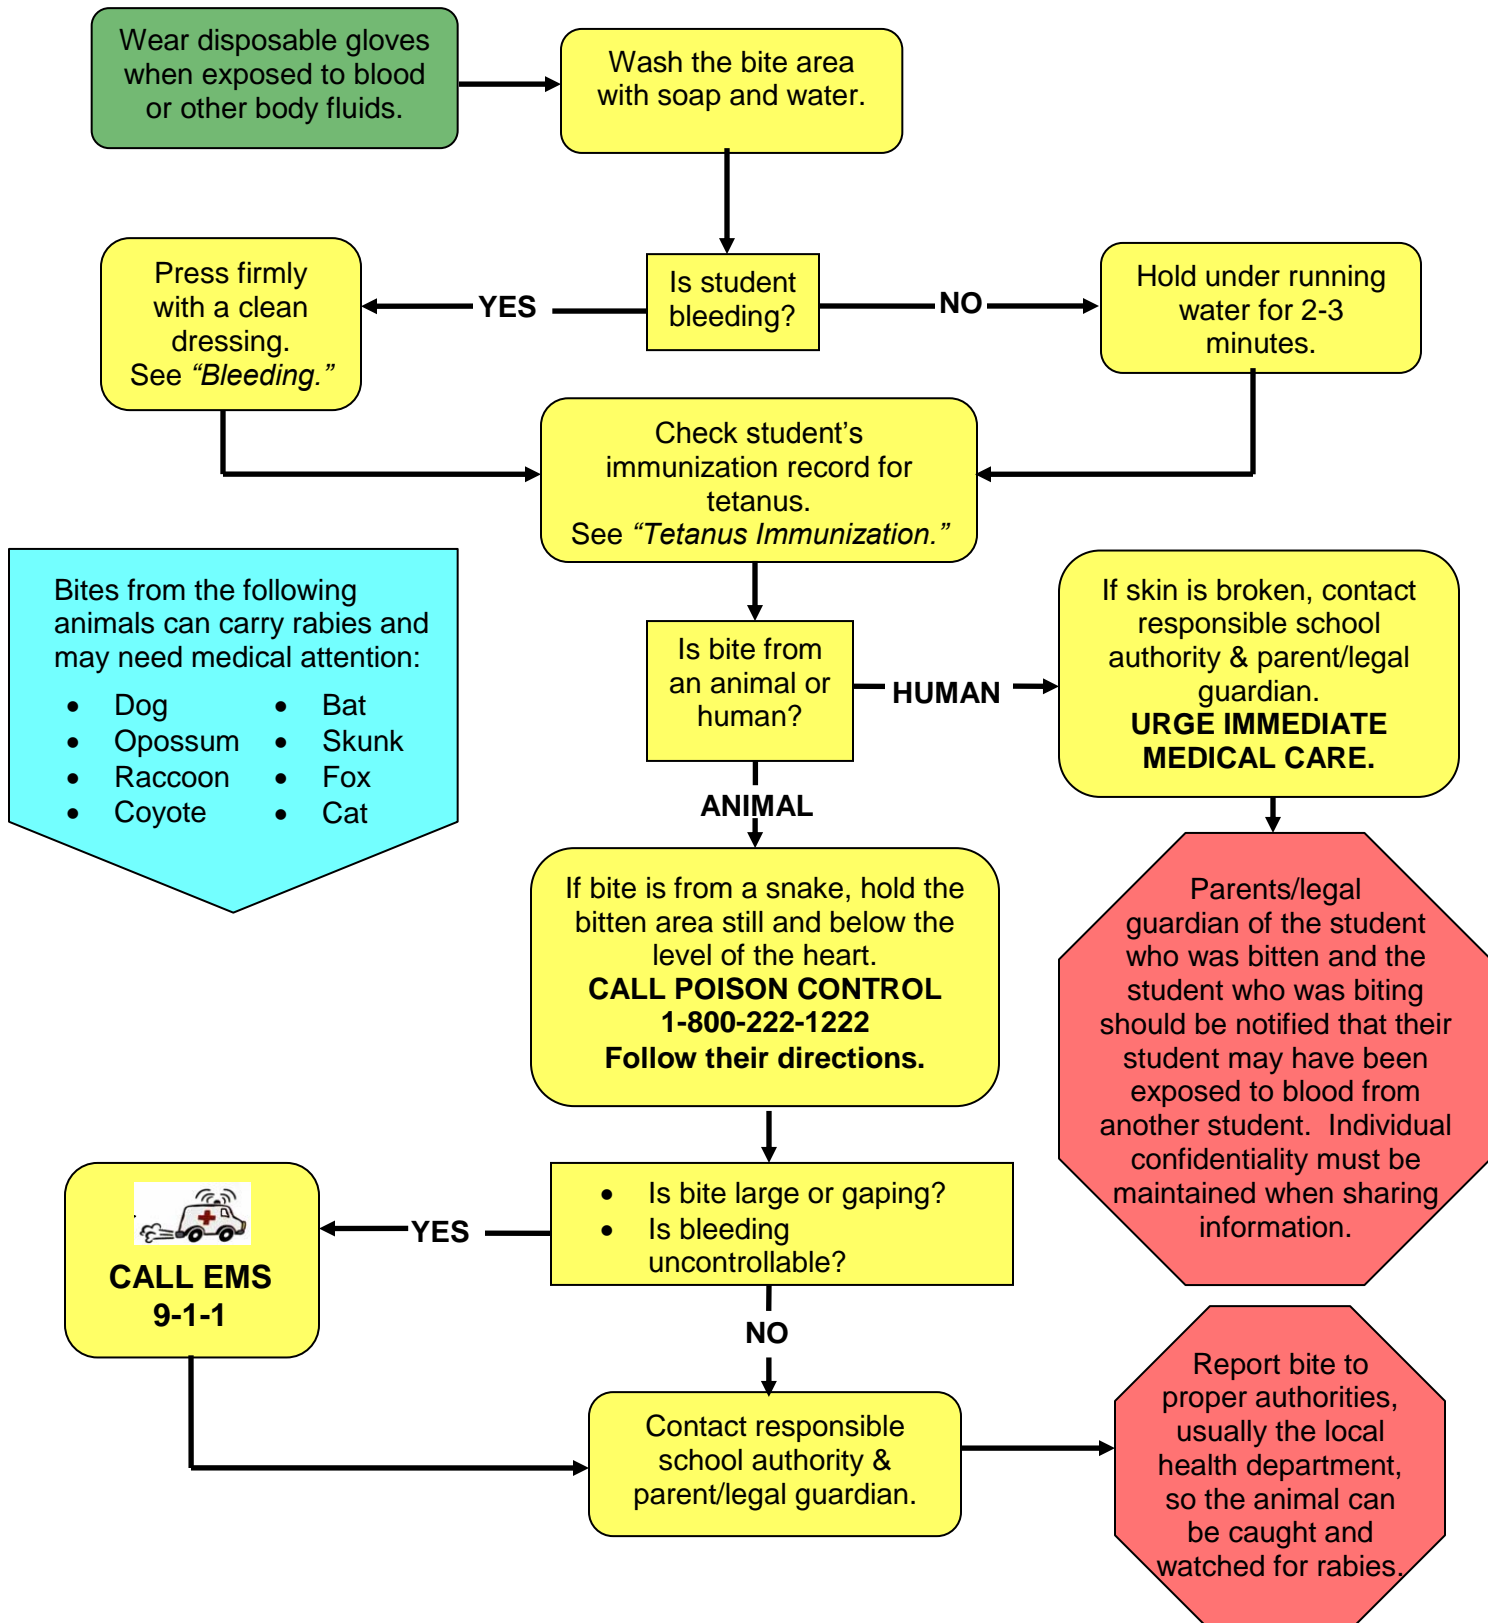 Wear disposable gloves
when exposed to blood
or other body fluids.
Wash the bite area
with soap and water.
Press firmly
with a clean
dressing.
See “Bleeding.”
YES
Is student
bleeding?
NO
Hold under running
water for 2-3
minutes.
Check student’s
immunization record for
tetanus.
See “Tetanus Immunization.”
Bites from the following
animals can carry rabies and
may need medical attention:
• Dog
• Opossum
• Raccoon
• Coyote
• Bat
• Skunk
• Fox
• Cat
Is bite from
an animal or
human?
HUMAN
If skin is broken, contact
responsible school
authority & parent/legal
guardian.
URGE IMMEDIATE
MEDICAL CARE.
ANIMAL
If bite is from a snake, hold the
bitten area still and below the
level of the heart.
CALL POISON CONTROL
1-800-222-1222
Follow their directions.
Parents/legal
guardian of the student
who was bitten and the
student who was biting
should be notified that their
student may have been
exposed to blood from
another student. Individual
confidentiality must be
maintained when sharing
information.
• Is bite large or gaping?
• Is bleeding
uncontrollable?
YES
CALL EMS
9-1-1
NO
Contact responsible
school authority &
parent/legal guardian.
Report bite to
proper authorities,
usually the local
health department,
so the animal can
be caught and
watched for rabies.